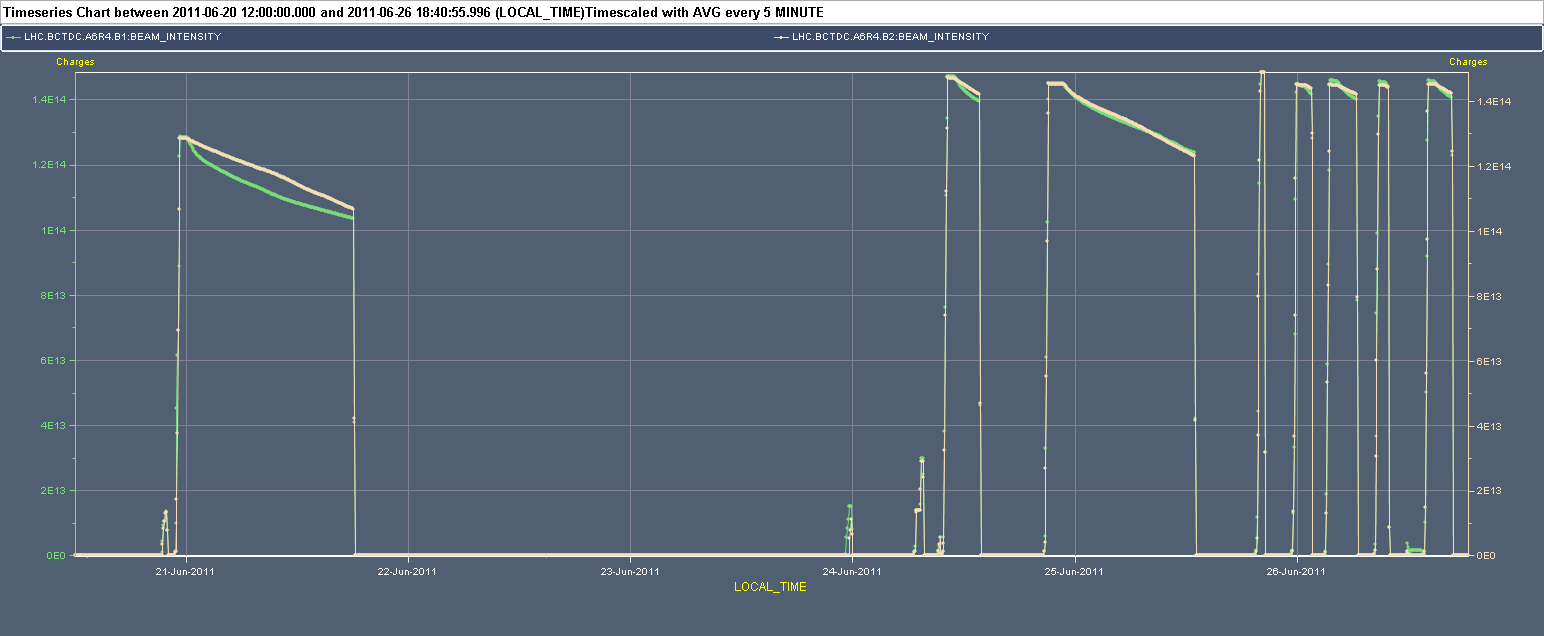 Timeseries Chart between 2011-06-20 12:00:00.000 and 2011-06-26 18:40:55.996 (LOCAL_TIME)Timescaled with AVG every 5 MINUTE
LHC.BCTDC.A6R4.B1:BEAM_INTENSITY LHC.BCTDC.A6R4.B2:BEAM_INTENSITY
Charges Charges
1.4E14 1.4E14
1.2E14 1.2E14
1E14 1E14
8E13 8E13
6E13 6E13
4E13 4E13
2E13 2E13
0E0 0E0
21-Jun-2011 22-Jun-2011 23-Jun-2011 24-Jun-2011 25-Jun-2011 26-Jun-2011
LOCAL_TIME